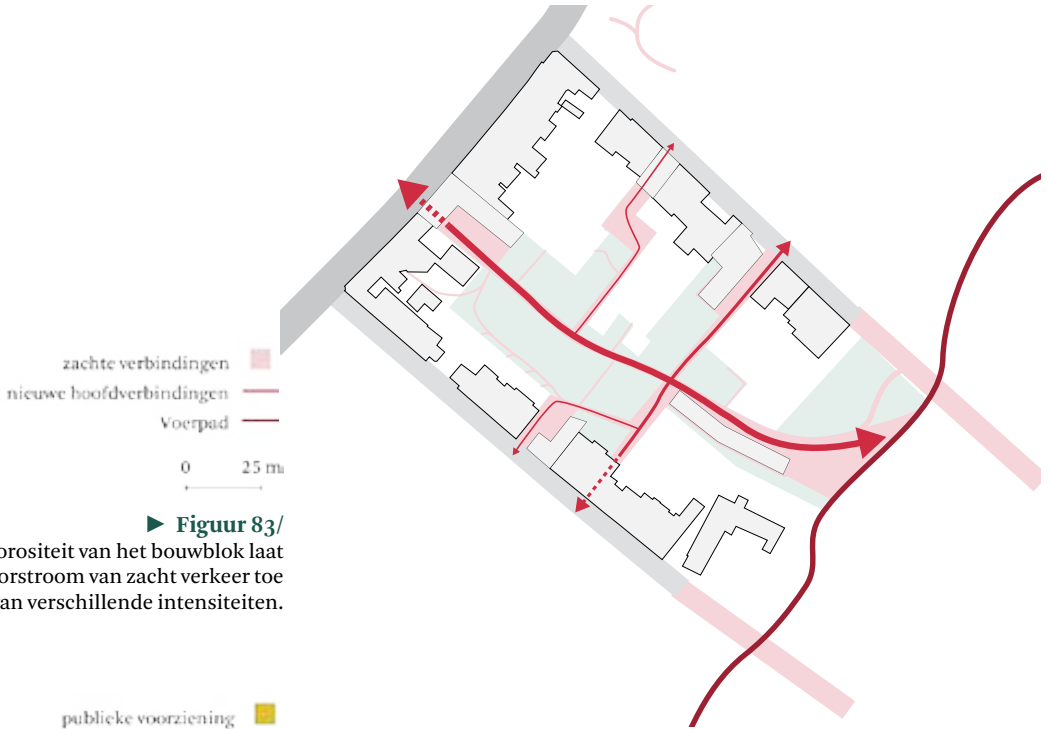 zachte verbindingen
nieuwe hoofdverbindingen
Voerpad
0 25 m
► Figuur 83/
orositeit van het bouwblok laat
orstroom van zacht verkeer toe
an verschillende intensiteiten.
publieke voorziening